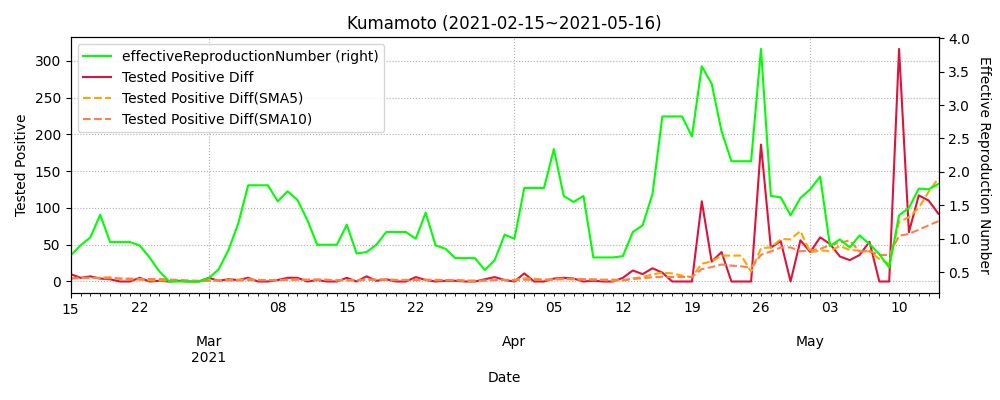 Kumamoto (2021-02-15~2021-05-16)
effectiveReproductionNumber (right)
Tested Positive Diff
Tested Positive Diff(SMA5)
Tested Positive Diff(SMA10)
Tested Positive
300
250
200
150
100
50
0
4.0
3.5
3.0
2.5
2.0
1.5
1.0
0.5
Effective Reproduction Number
15 22 08 15 22 29 05 12 19 26 03 10
Mar Apr May
2021
Date